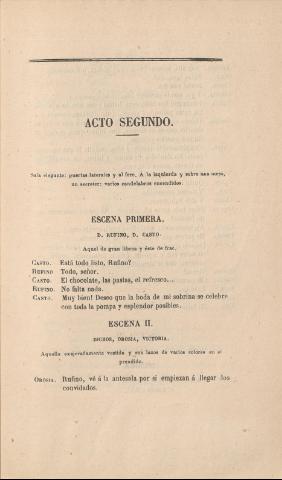 ACTO SEGUNDO.
Sala elegante: puertas laterales y al foro. A la izquierda y sobre una mesa,
un secreter: varios candelabros encendidos.
ESCENA PRIMERA.
D. RUFINO, D. CASTO.
Aquel de gran librea y éste de frac.
CASTO. Está todo listo, Rufino?
RUFINO Todo, señor.
CASTO. El chocolate, las pastas, el refresco...
RUFINO. No falta nada.
CASTO. Muy bien! Deseo que la boda de mi sobrina se celebre
con toda la pompa y esplendor posibles.
ESCENA II.
DICHOS, OROSIA, VICTORIA.
Aquella exageradamente vestida y con lazos de varios colores en el
prendido.
OROSIA. Rufino, vé á la antesala por si empiezan á llegar los
convidados.